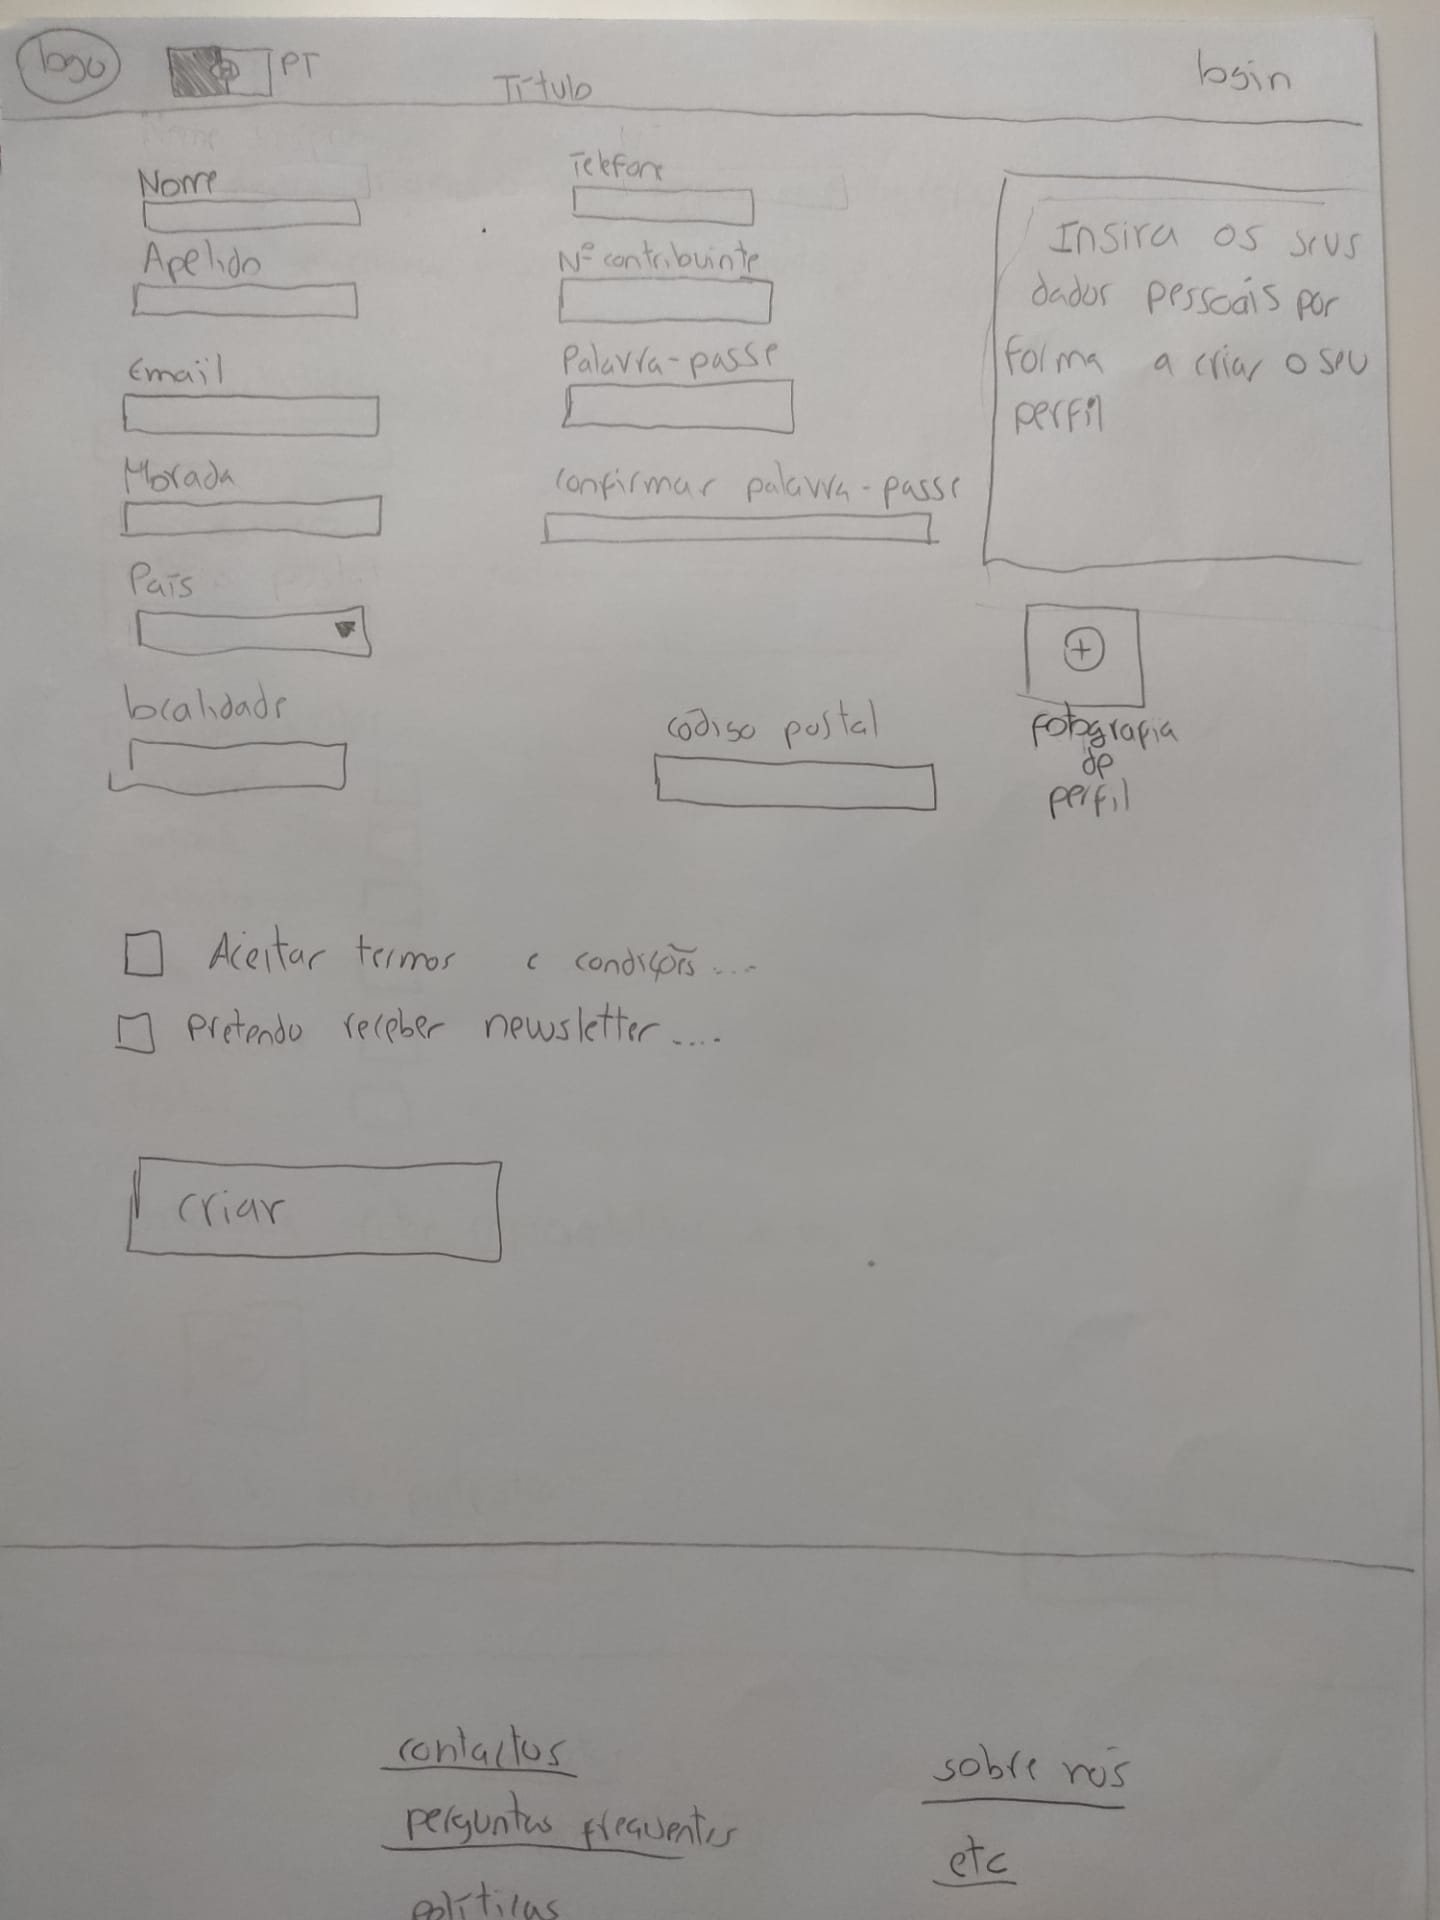 logo
PT
Título
login
Nome
Apelido
Email
Morada
País
localidade
Telefone
Nº contribuinte
Palavra-passe
confirmar palavra-passe
código postal
Insira os seus
dados pessoais por
forma a criar o seu
perfil
fotografia
de
perfil
Aceitar termos e condições....
pretendo receber newsletter....
criar
contactos
perguntas frequentes
políticas
sobre nós
etc